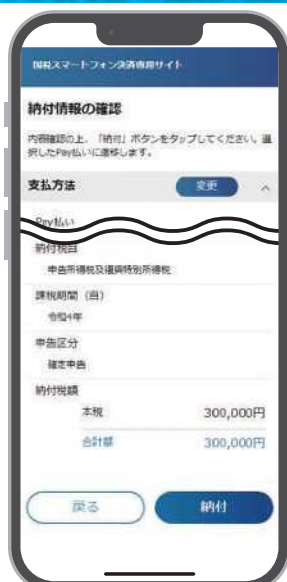 国税スマートフォン決済専用サイト
納付情報の確認
内容確認の上、「納付」ボタンをタップしてください。選
択したPay払いに遷移します。
支払方法
変更
Pay払い
納付税目
申告所得税及復興特別所得税
課税期間（自）
令和4年
申告区分
確定申告
納付税額
本税 300,000円
合計額 300,000円
戻る 納付